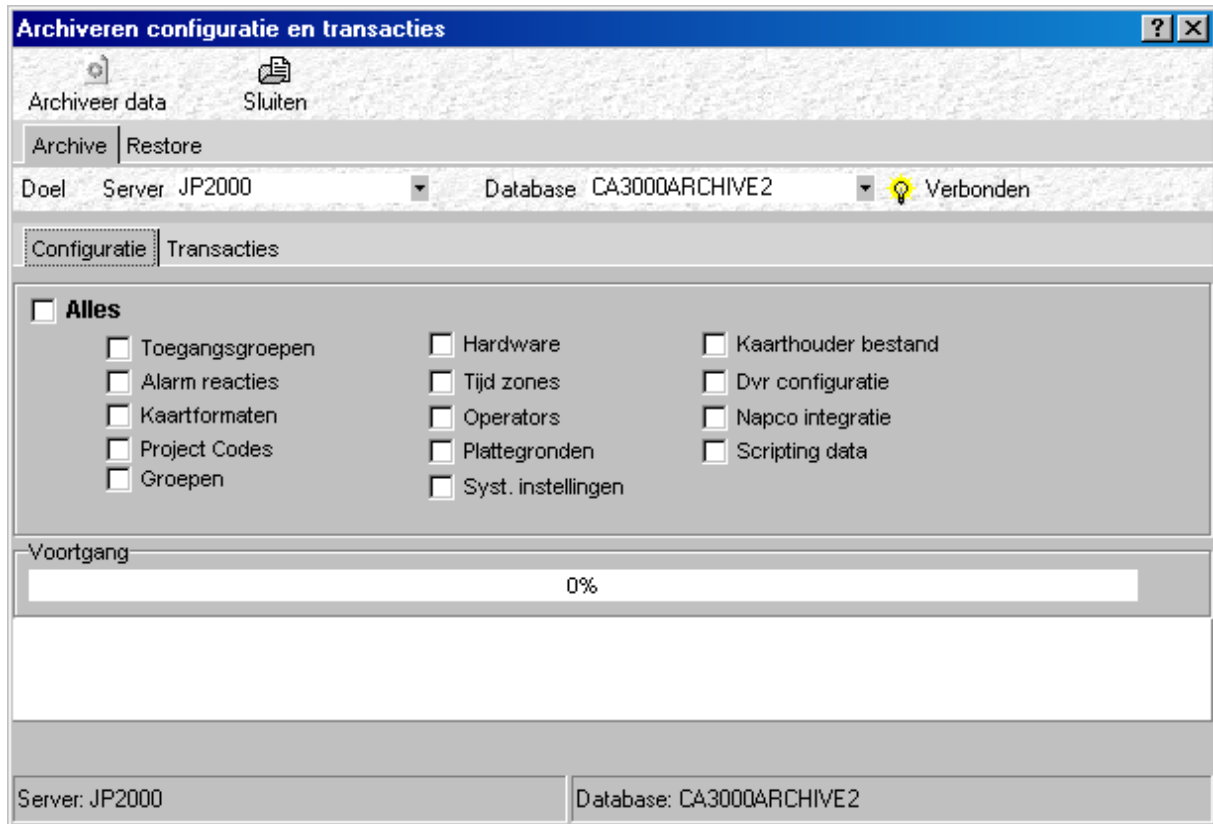 Archiveren configuratie en transacties
Archiveer data Sluiten
Archive Restore
Doel Server JP2000 Database CA3000ARCHIVE2 Verbonden
Configuratie Transacties
Alles
Toegangsgroepen Hardware Kaarthouder bestand
Alarm reacties Tijd zones Dvr configuratie
Kaartformaten Operators Napco integratie
Project Codes Plattegronden Scripting data
Groepen Syst. instellingen
Voortgang
0%
Server: JP2000 Database: CA3000ARCHIVE2